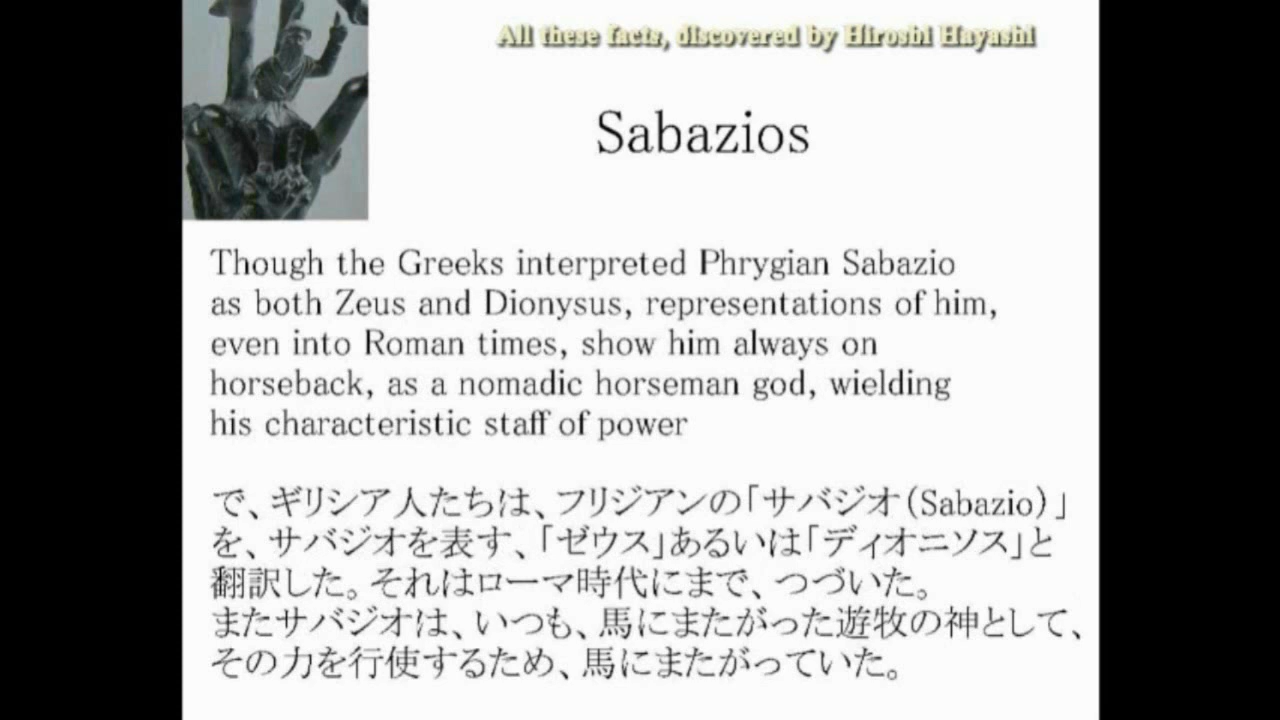 All these facts, discovered by Hiroshi Hayashi
Sabazios
Though the Greeks interpreted Phrygian Sabazio
as both Zeus and Dionysus, representations of him,
even into Roman times, show him always on
horseback, as a nomadic horseman god, wielding
his characteristic staff of power
で、ギリシア人たちは、フリジアンの「サバジオ(Sabazio)」
を、サバジオを表す、「ゼウス」あるいは「ディオニソス」と
翻訳した。それはローマ時代にまで、つづいた。
またサバジオは、いつも、馬にまたがった遊牧の神として、
その力を行使するため、馬にまたがっていた。